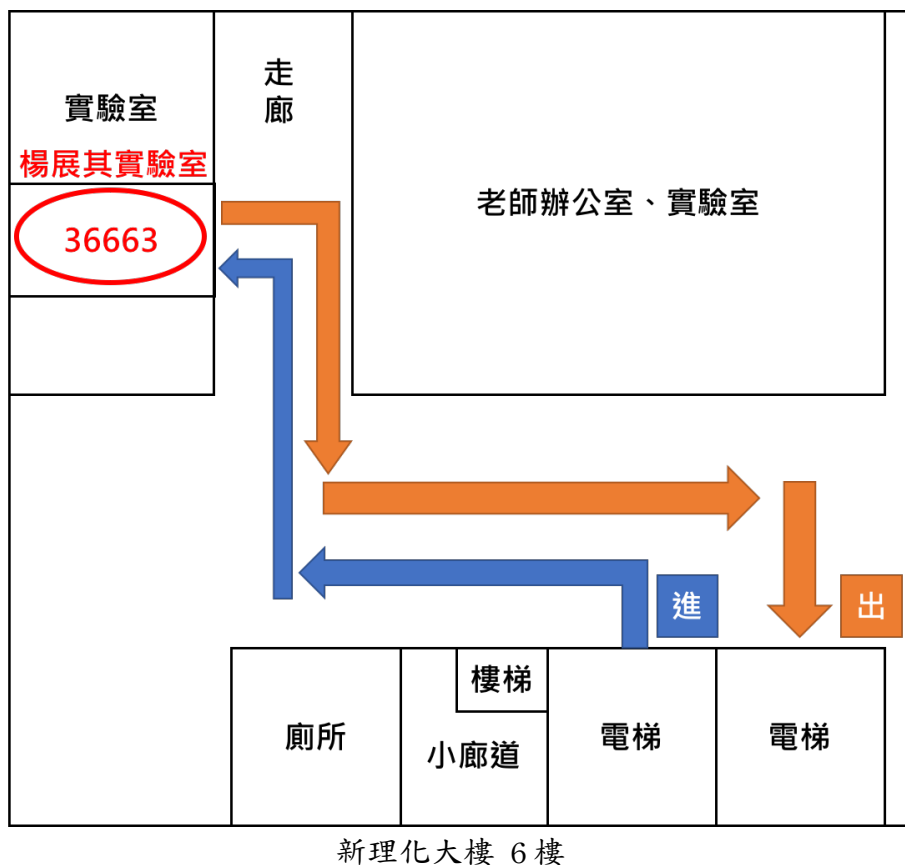 實驗室
楊展其實驗室
36663
走
廊
老師辦公室、實驗室
進
出
廁所
樓梯
小廊道
電梯
電梯
新理化大樓 6樓